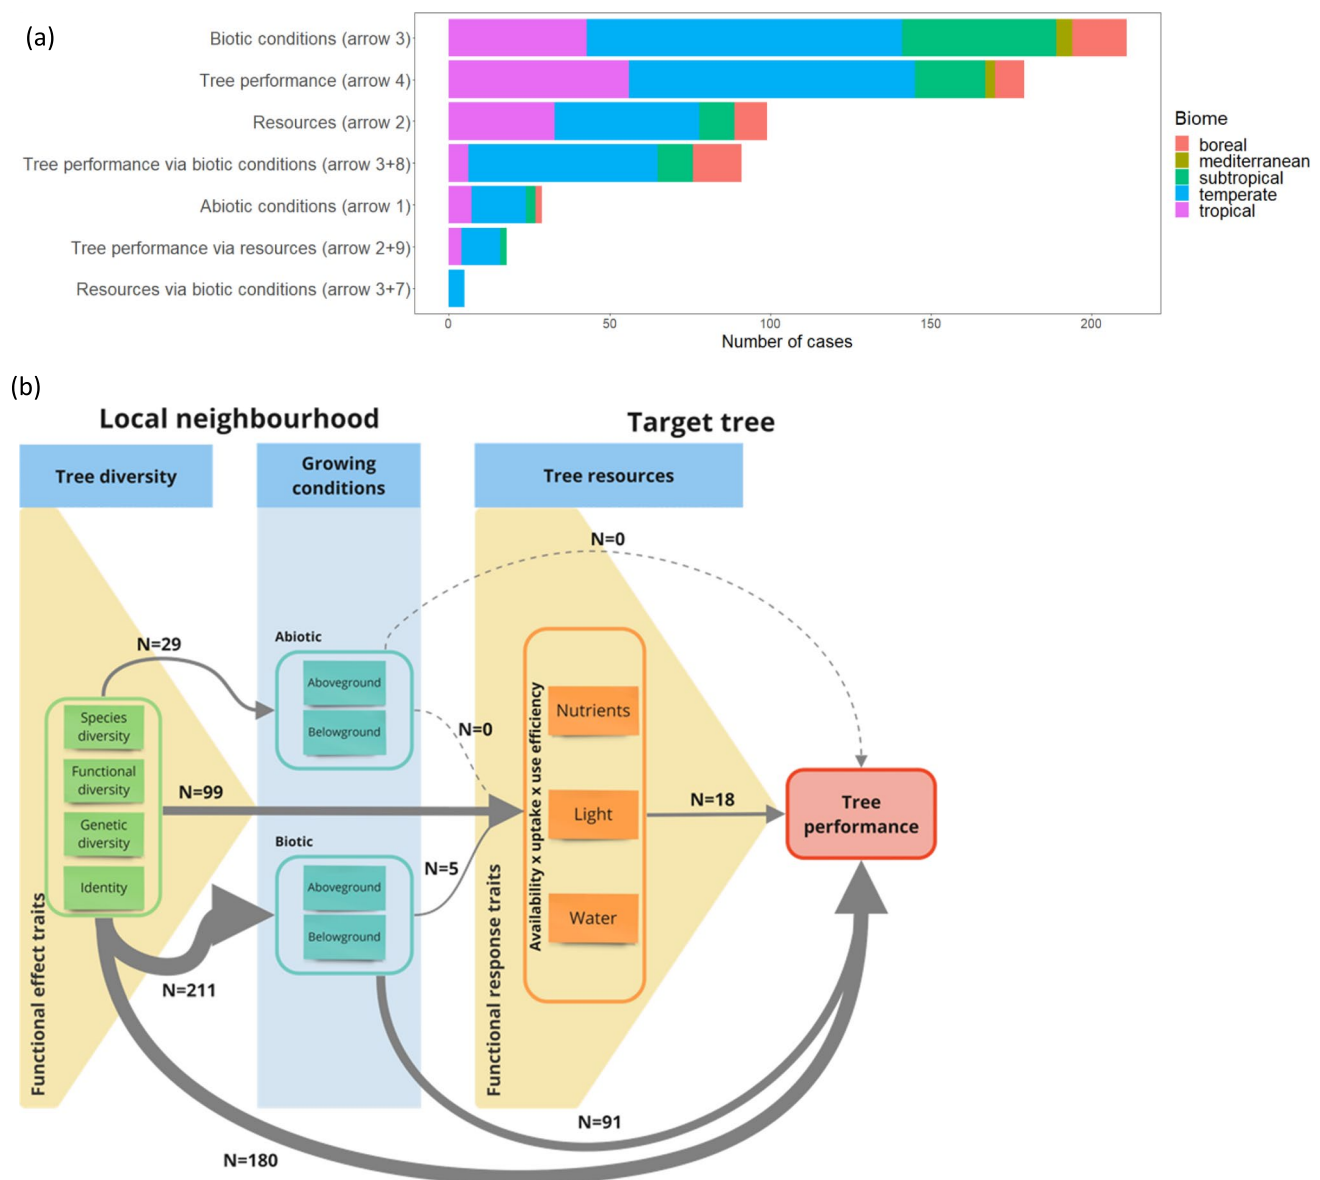 (a)
Biotic conditions (arrow 3)
Tree performance (arrow 4)
Resources (arrow 2)
Tree performance via biotic conditions (arrow 3+8)
Abiotic conditions (arrow 1)
Tree performance via resources (arrow 2+9)
Resources via biotic conditions (arrow 3+7)
0
50
100
150
200
Number of cases
Biome
boreal
mediterranean
subtropical
temperate
tropical
(b)
Local neighbourhood
Target tree
Tree diversity
Growing
conditions
Tree resources
N=0
N=29
Abiotic
Aboveground
Belowground
Species
diversity
Functional
diversity
Genetic
diversity
Identity
N=0
N=99
Biotic
Aboveground
Belowground
N=5
Availability x uptake x use efficiency
Nutrients
Light
Water
N=18
Tree
performance
Functional effect traits
Functional response traits
N=211
N=91
N=180